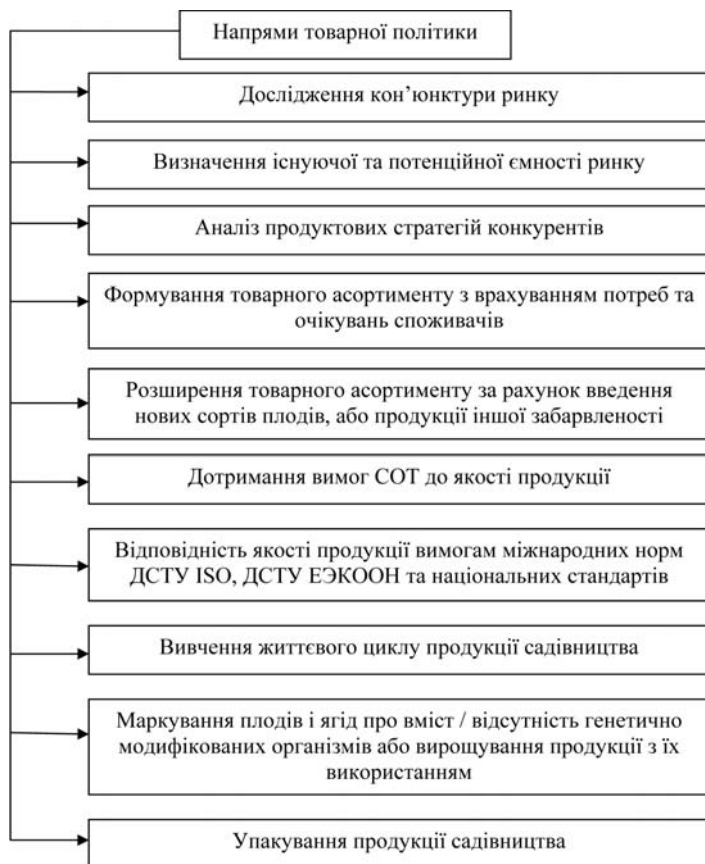 Напрями товарної політики
Дослідження кон’юнктури ринку
Визначення існуючої та потенційної ємності ринку
Аналіз продуктових стратегій конкурентів
Формування товарного асортименту з врахуванням потреб та
очікувань споживачів
Розширення товарного асортименту за рахунок введення
нових сортів плодів, або продукції іншої забарвленості
Дотримання вимог СОТ до якості продукції
Відповідність якості продукції вимогам міжнародних норм
ДСТУ ISO, ДСТУ ЕЭКООН та національних стандартів
Вивчення життєвого циклу продукції садівництва
Маркування плодів і ягід про вміст / відсутність генетично
модифікованих організмів або вирощування продукції з їх
використанням
Упакування продукції садівництва